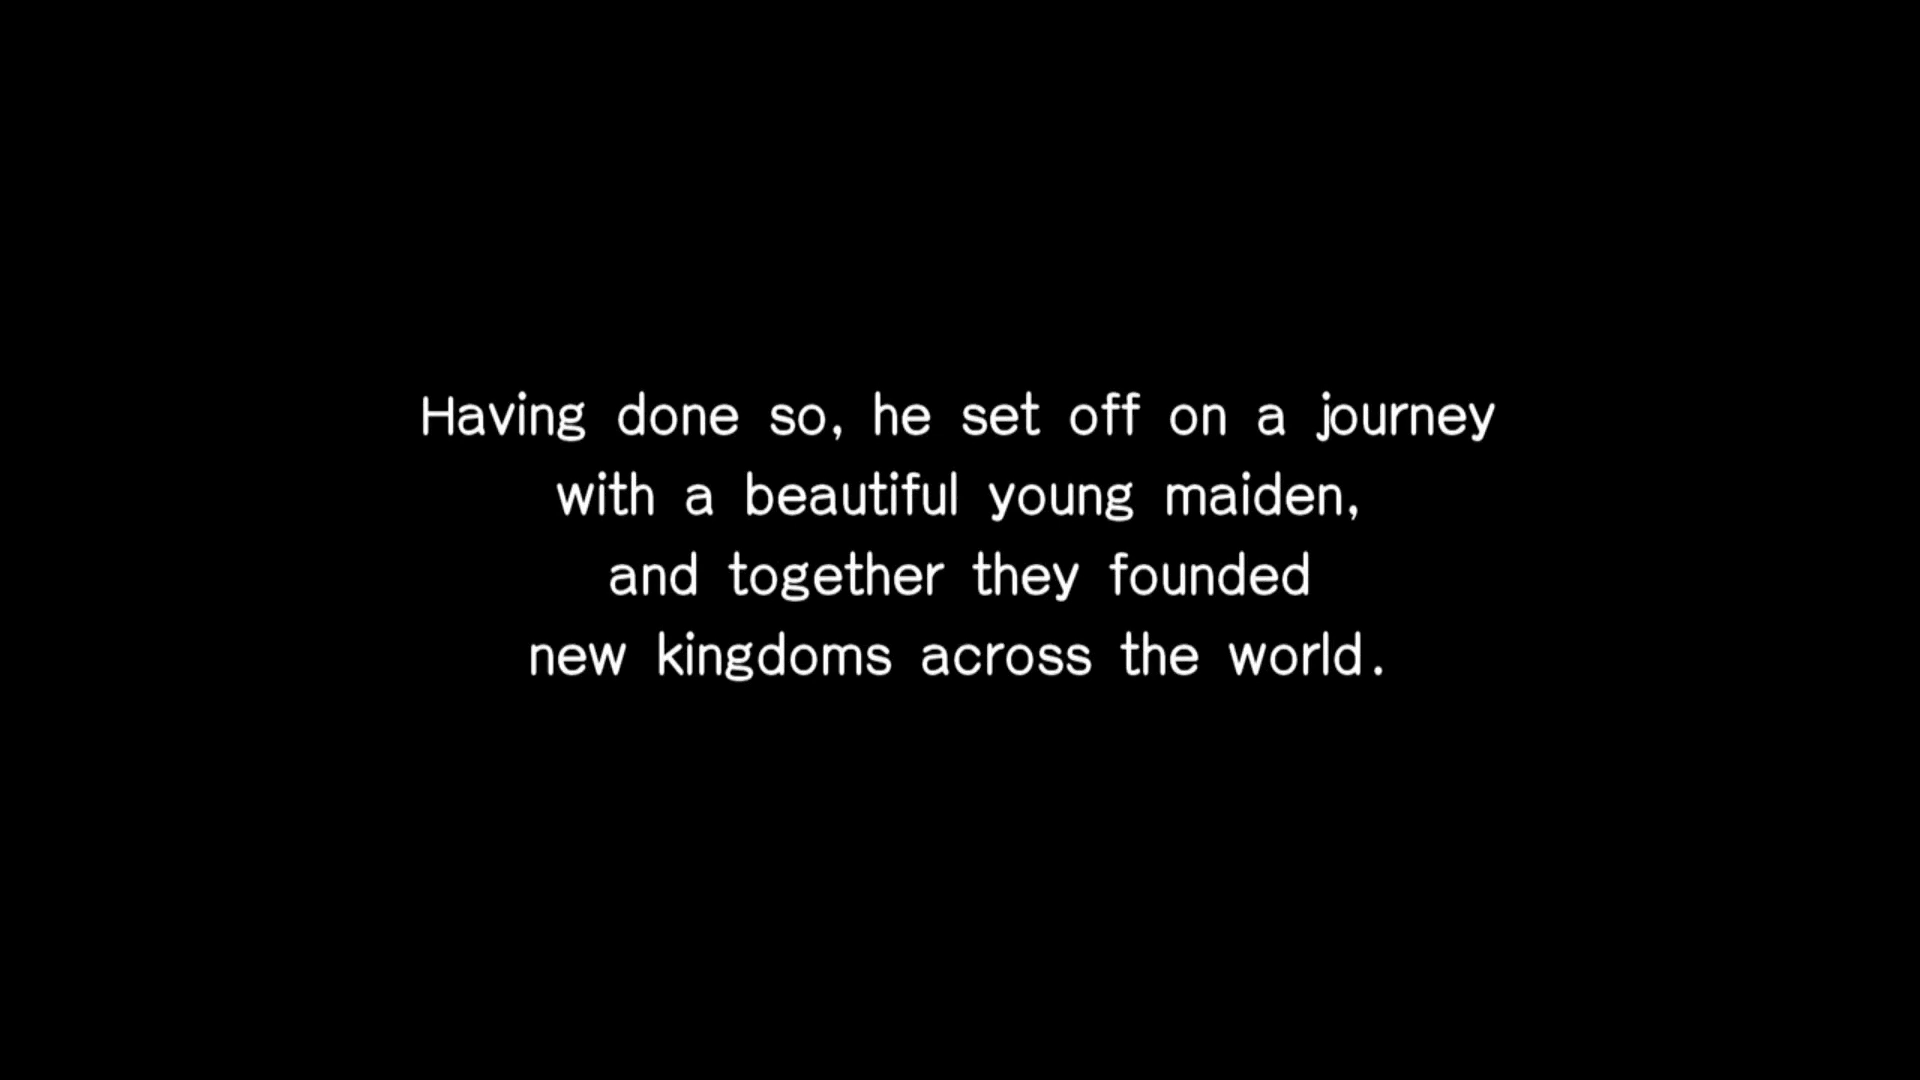 Having done so, he set off on a journey
with a beautiful young maiden,
and together they founded
new kingdoms across the world.